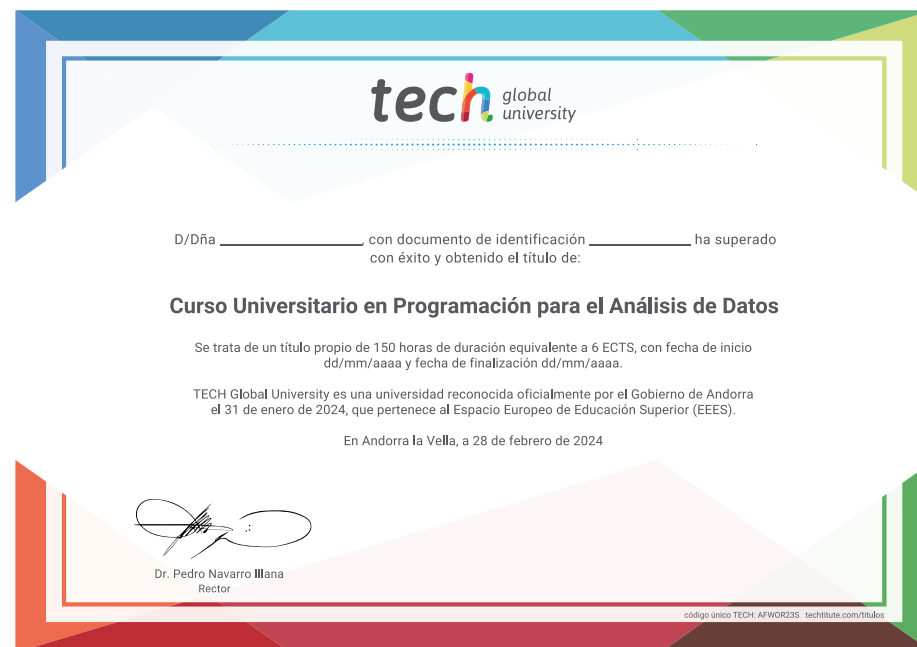 tech global university
D/Dña ____________________, con documento de identificación ______________ ha superado
con éxito y obtenido el título de:
Curso Universitario en Programación para el Análisis de Datos
Se trata de un título propio de 150 horas de duración equivalente a 6 ECTS, con fecha de inicio
dd/mm/aaaa y fecha de finalización dd/mm/aaaa.
TECH Global University es una universidad reconocida oficialmente por el Gobierno de Andorra
el 31 de enero de 2024, que pertenece al Espacio Europeo de Educación Superior (EEES).
En Andorra la Vella, a 28 de febrero de 2024
Dr. Pedro Navarro Illana
Rector
código único TECH: AFWOR23S techtitute.com/titulos